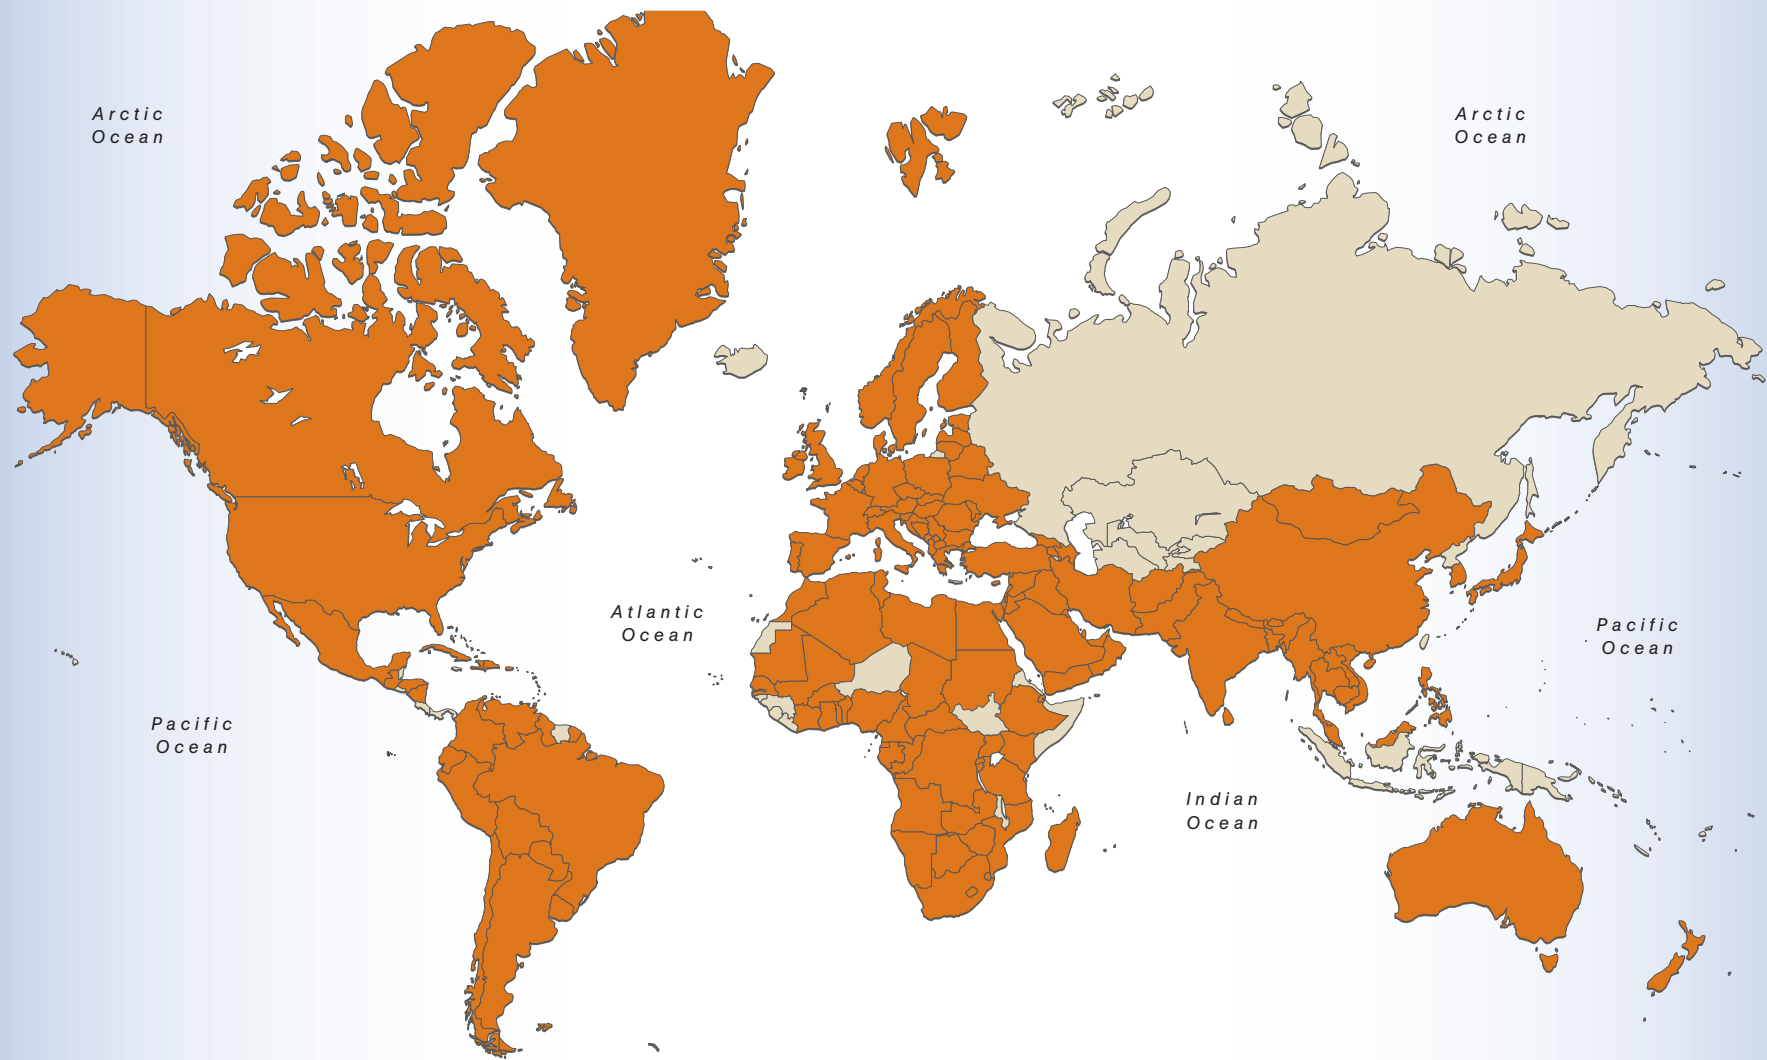 Arctic
Ocean
Arctic
Ocean
Atlantic
Ocean
Pacific
Ocean
Pacific
Ocean
Indian
Ocean